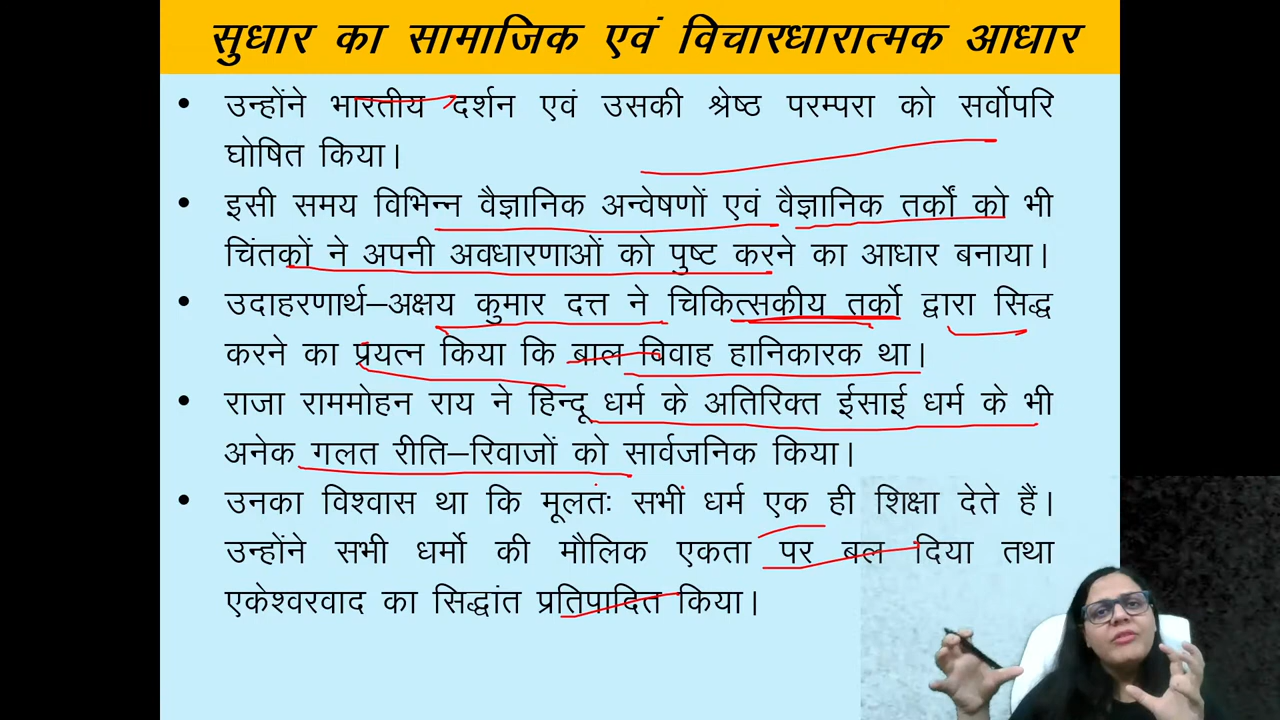 सुधार का सामाजिक एवं विचारधारात्मक आधार
• उन्होंने भारतीय दर्शन एवं उसकी श्रेष्ठ परम्परा को सर्वोपरि
घोषित किया।
• इसी समय विभिन्न वैज्ञानिक अन्वेषणों एवं वैज्ञानिक तर्कों को भी
चिंतकों ने अपनी अवधारणाओं को पुष्ट करने का आधार बनाया।
• उदाहरणार्थ–अक्षय कुमार दत्त ने चिकित्सकीय तर्को द्वारा सिद्ध
करने का प्रयत्न किया कि बाल विवाह हानिकारक था।
• राजा राममोहन राय ने हिन्दू धर्म के अतिरिक्त ईसाई धर्म के भी
अनेक गलत रीति–रिवाजों को सार्वजनिक किया।
• उनका विश्वास था कि मूलतः सभी धर्म एक ही शिक्षा देते हैं।
उन्होंने सभी धर्मो की मौलिक एकता पर बल दिया तथा
एकेश्वरवाद का सिद्धांत प्रतिपादित किया।